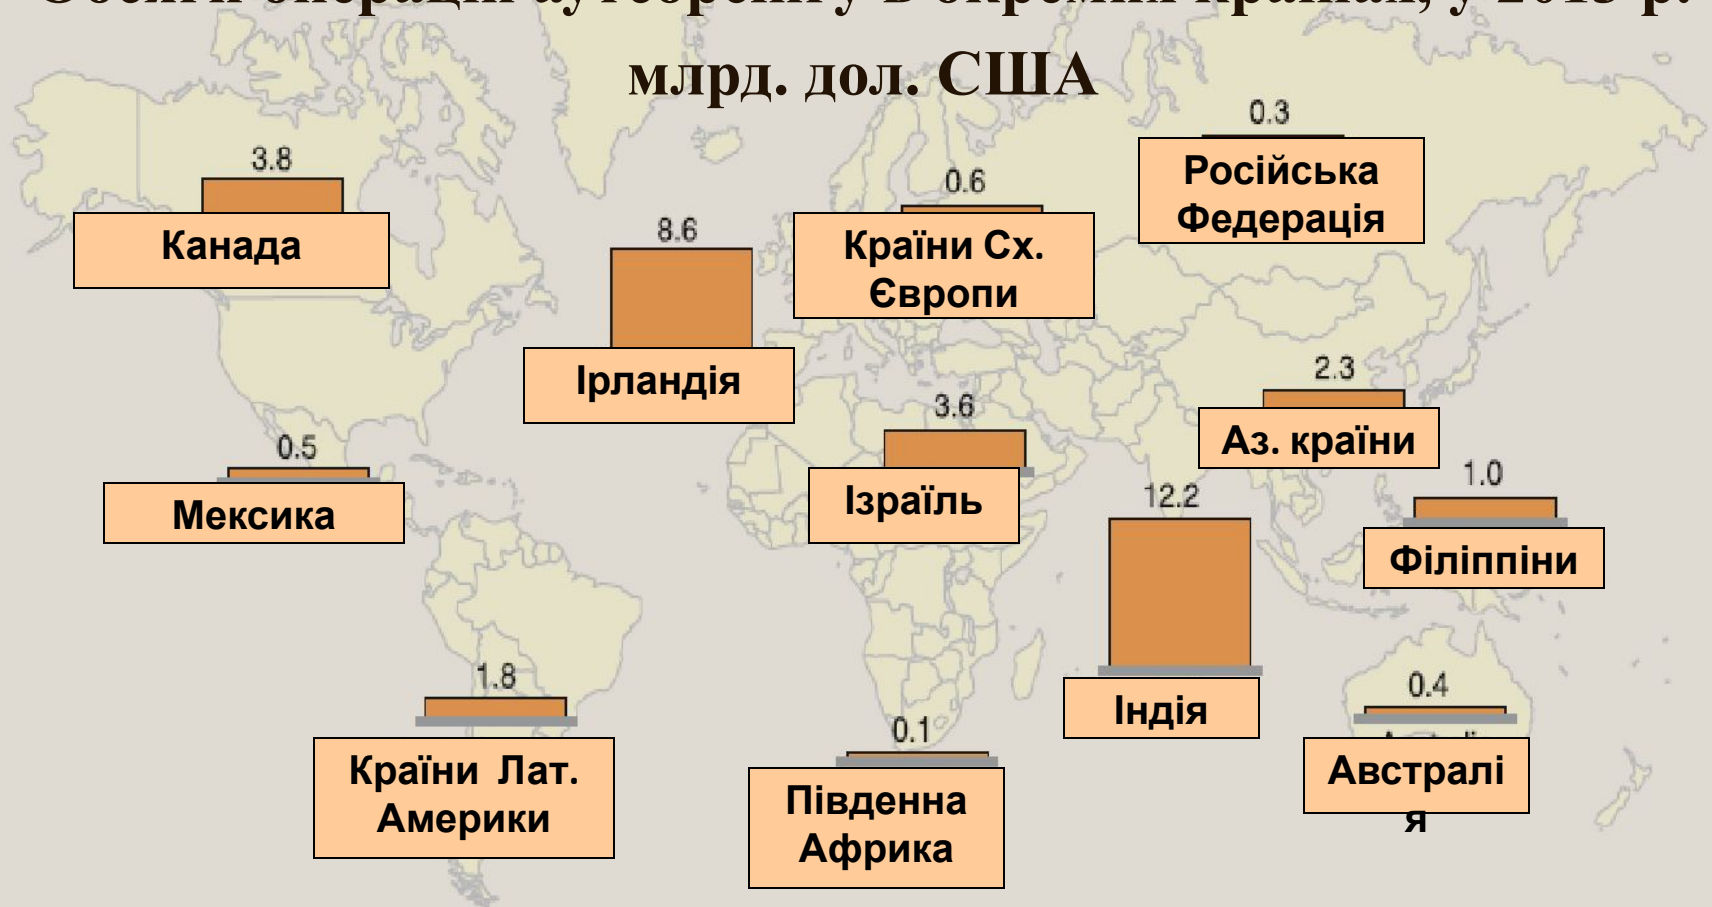 млрд. дол. США
0.3
Російська
Федерація
3.8
Канада
0.6
Країни Сх.
Європи
8.6
Ірландія
2.3
Аз. країни
3.6
Ізраїль
0.5
Мексика
12.2
Індія
1.0
Філіппіни
1.8
Країни Лат.
Америки
0.1
Південна
Африка
0.4
Австралі
я